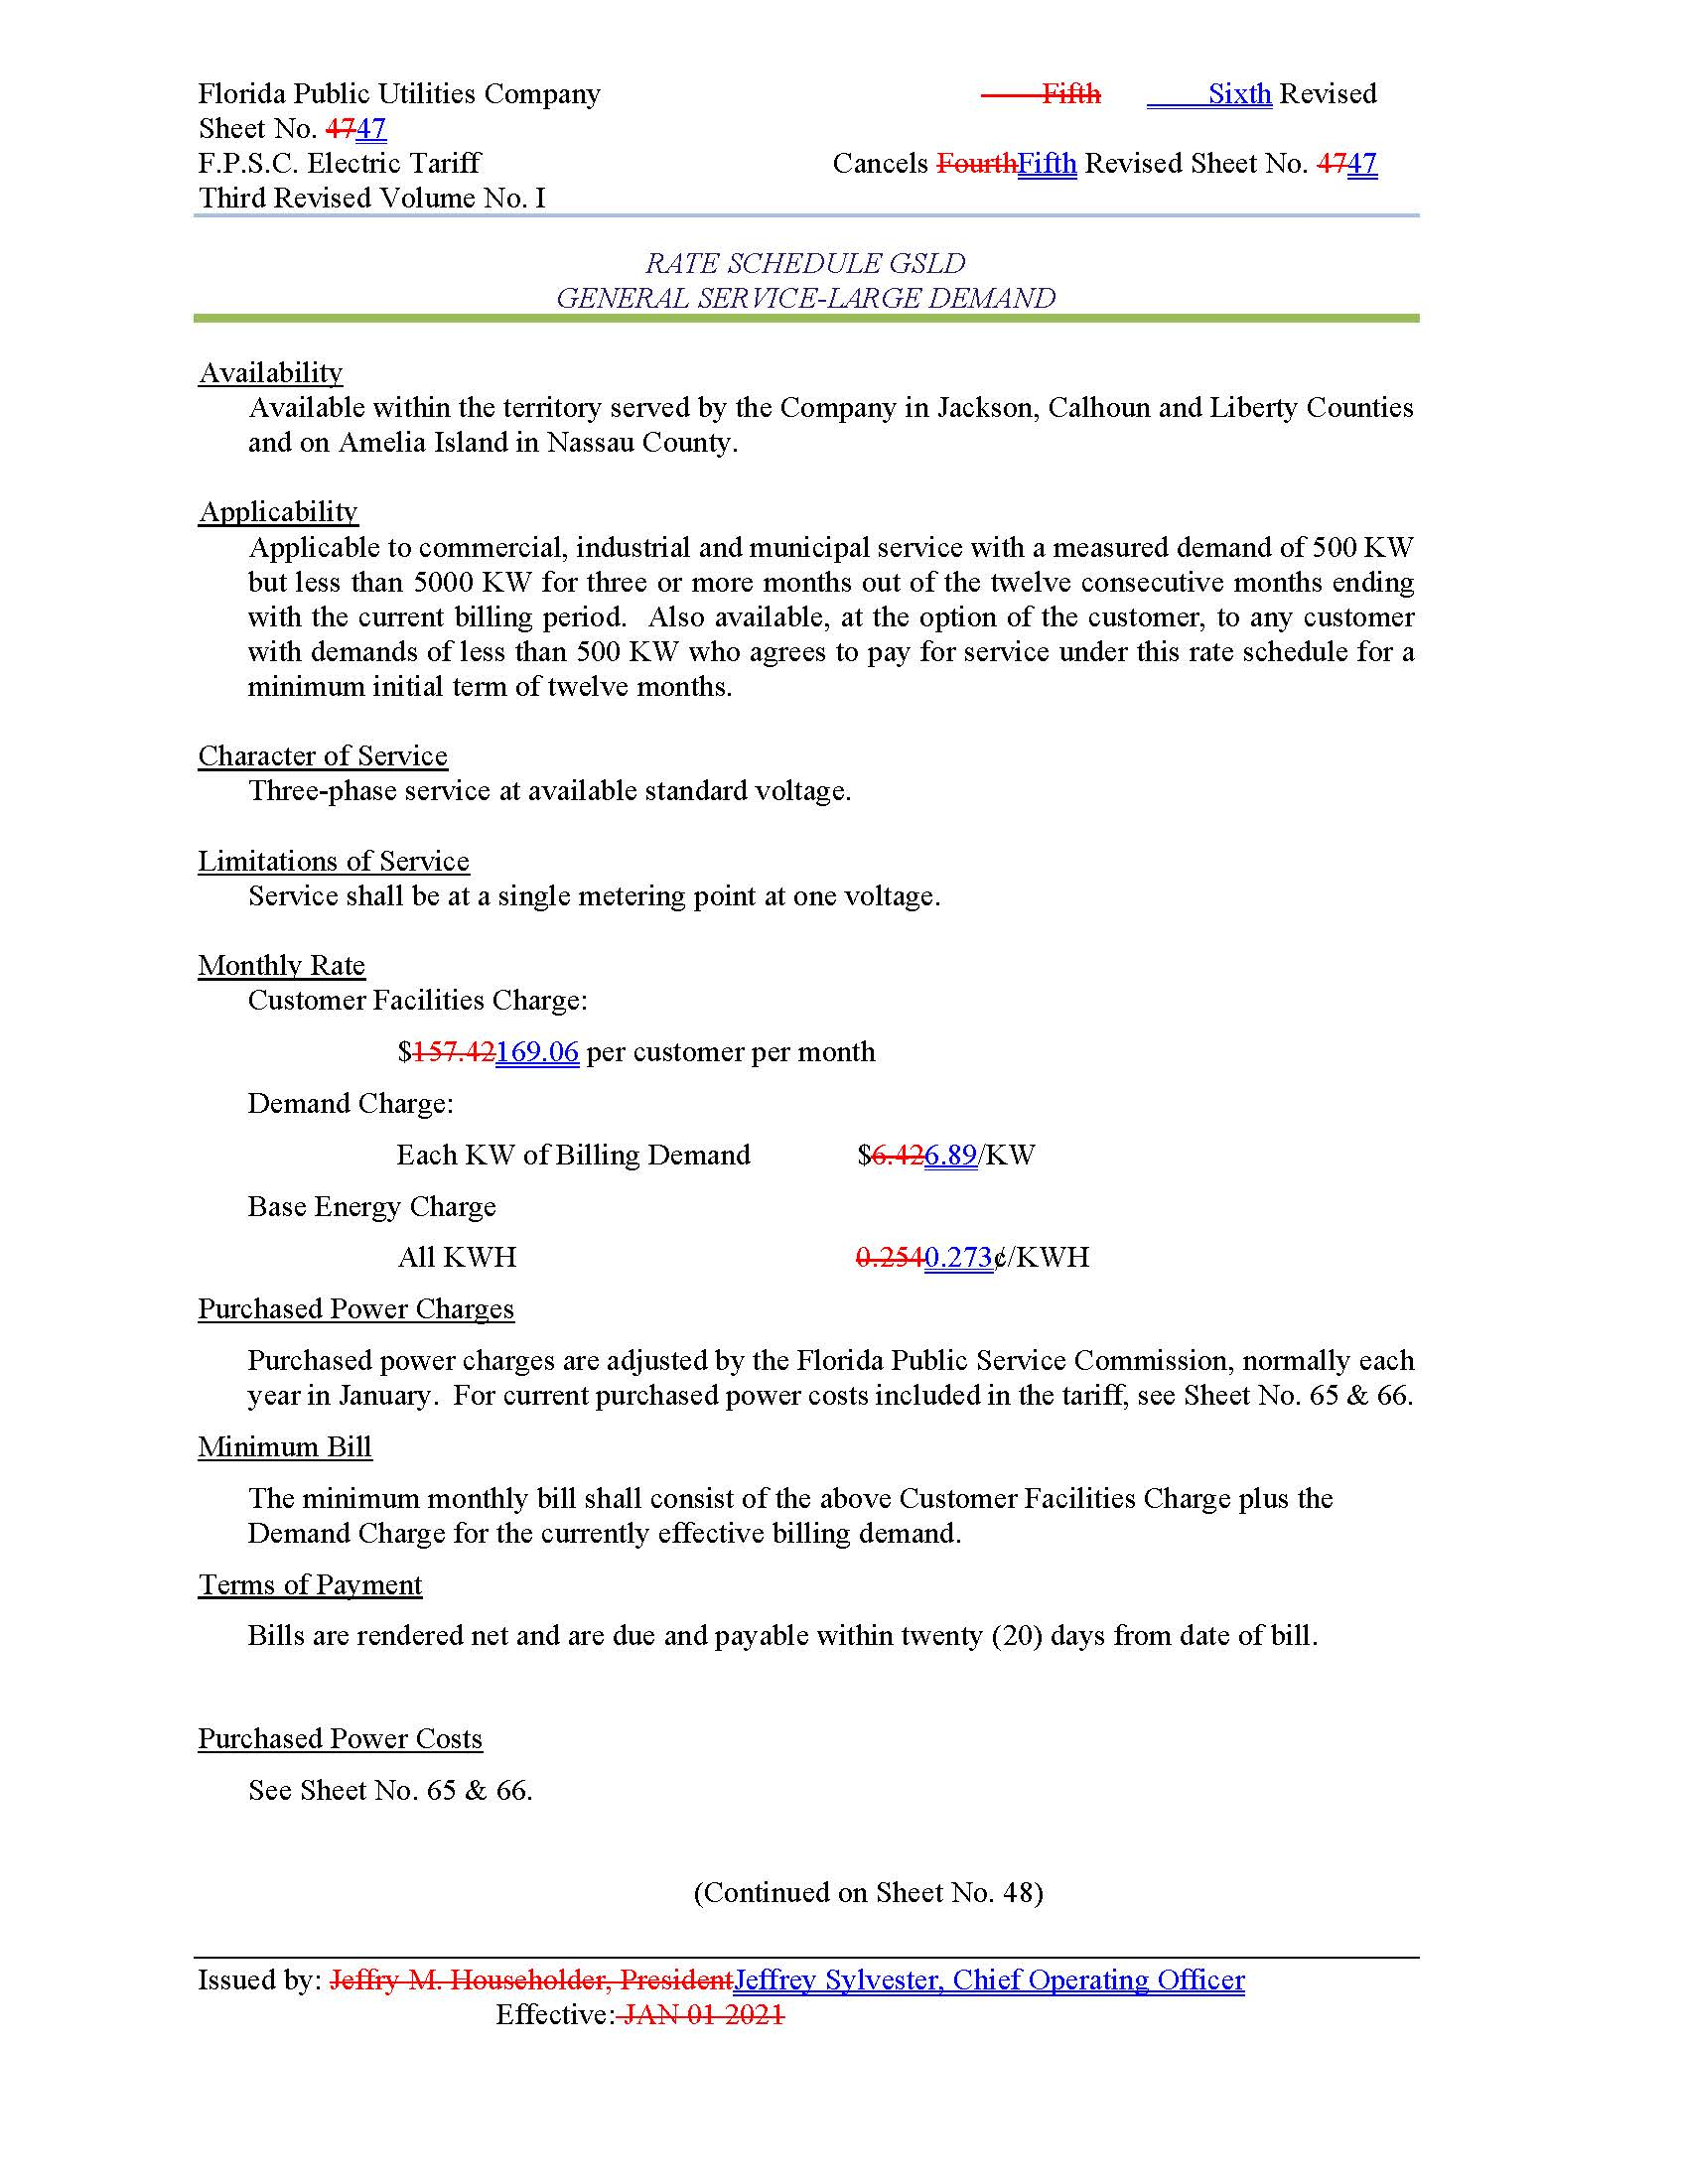 Florida Public Utilities Company Fifth Sixth Revised
Sheet No. 4747
F.P.S.C. Electric Tariff Cancels FourthFifth Revised Sheet No. 4747
Third Revised Volume No. I
RATE SCHEDULE GSLD
GENERAL SERVICE-LARGE DEMAND
Availability
Available within the territory served by the Company in Jackson, Calhoun and Liberty Counties
and on Amelia Island in Nassau County.
Applicability
Applicable to commercial, industrial and municipal service with a measured demand of 500 KW
but less than 5000 KW for three or more months out of the twelve consecutive months ending
with the current billing period. Also available, at the option of the customer, to any customer
with demands of less than 500 KW who agrees to pay for service under this rate schedule for a
minimum initial term of twelve months.
Character of Service
Three-phase service at available standard voltage.
Limitations of Service
Service shall be at a single metering point at one voltage.
Monthly Rate
Customer Facilities Charge:
$157.42169.06 per customer per month
Demand Charge:
Each KW of Billing Demand $6.426.89/KW
Base Energy Charge
All KWH 0.2540.273¢/KWH
Purchased Power Charges
Purchased power charges are adjusted by the Florida Public Service Commission, normally each
year in January. For current purchased power costs included in the tariff, see Sheet No. 65 & 66.
Minimum Bill
The minimum monthly bill shall consist of the above Customer Facilities Charge plus the
Demand Charge for the currently effective billing demand.
Terms of Payment
Bills are rendered net and are due and payable within twenty (20) days from date of bill.
Purchased Power Costs
See Sheet No. 65 & 66.
(Continued on Sheet No. 48)
Issued by: Jeffry M. Householder, PresidentJeffrey Sylvester, Chief Operating Officer
Effective: JAN 01 2021